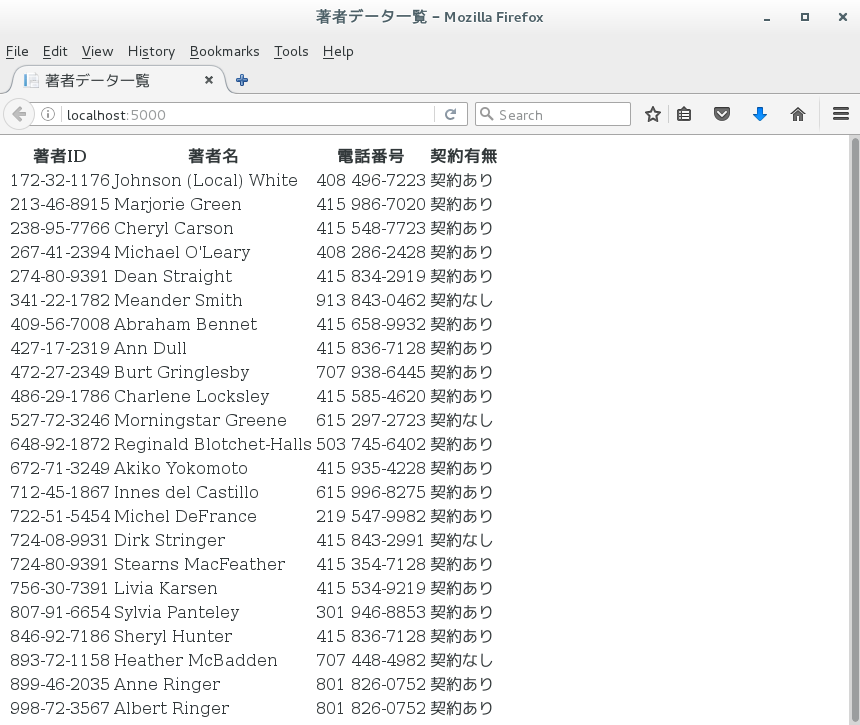 著者データ一覧 - Mozilla Firefox
File Edit View History Bookmarks Tools Help
著者データ一覧
localhost:5000 Search
著者ID 著者名 電話番号 契約有無
172-32-1176 Johnson (Local) White 408 496-7223 契約あり
213-46-8915 Marjorie Green 415 986-7020 契約あり
238-95-7766 Cheryl Carson 415 548-7723 契約あり
267-41-2394 Michael O'Leary 408 286-2428 契約あり
274-80-9391 Dean Straight 415 834-2919 契約あり
341-22-1782 Meander Smith 913 843-0462 契約なし
409-56-7008 Abraham Bennet 415 658-9932 契約あり
427-17-2319 Ann Dull 415 836-7128 契約あり
472-27-2349 Burt Gringlesby 707 938-6445 契約あり
486-29-1786 Charlene Locksley 415 585-4620 契約あり
527-72-3246 Morningstar Greene 615 297-2723 契約なし
648-92-1872 Reginald Blotchet-Halls 503 745-6402 契約あり
672-71-3249 Akiko Yokomoto 415 935-4228 契約あり
712-45-1867 Innes del Castillo 615 996-8275 契約あり
722-51-5454 Michel DeFrance 219 547-9982 契約あり
724-08-9931 Dirk Stringer 415 843-2991 契約なし
724-80-9391 Stearns MacFeather 415 354-7128 契約あり
756-30-7391 Livia Karsen 415 534-9219 契約あり
807-91-6654 Sylvia Panteley 301 946-8853 契約あり
846-92-7186 Sheryl Hunter 415 836-7128 契約あり
893-72-1158 Heather McBadden 707 448-4982 契約なし
899-46-2035 Anne Ringer 801 826-0752 契約あり
998-72-3567 Albert Ringer 801 826-0752 契約あり